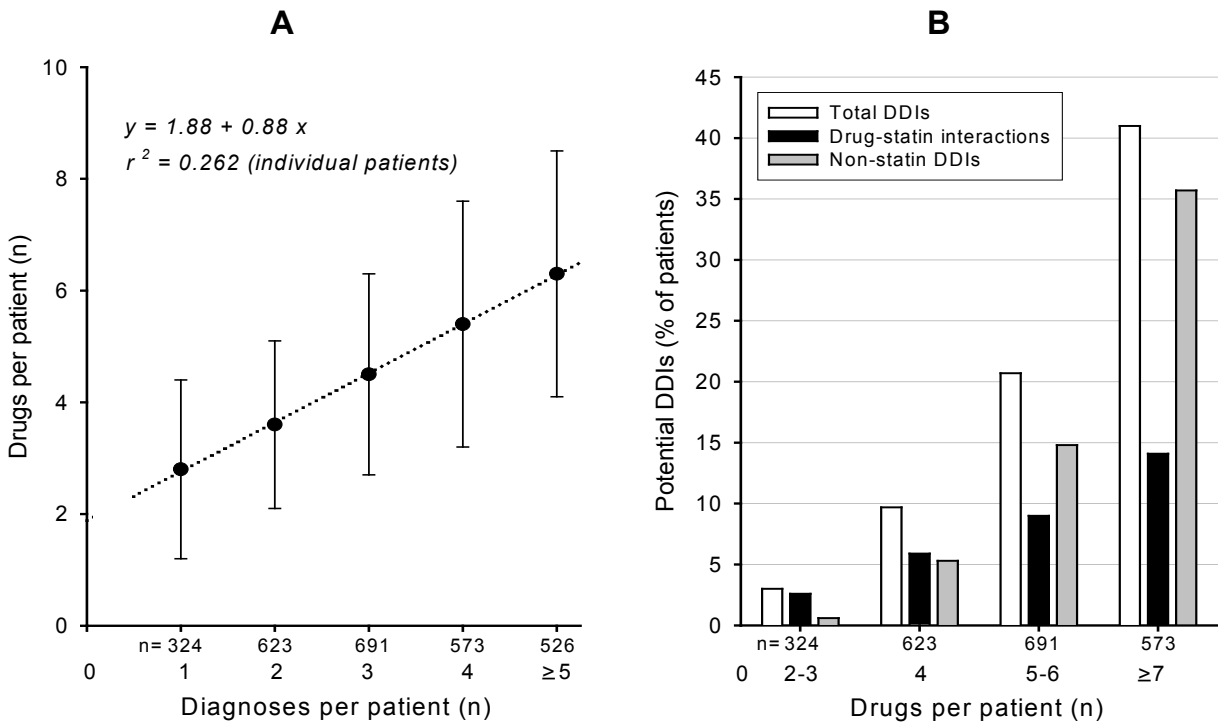 A
Drugs per patient (n)
10
8
6
4
2
0
y = 1.88 + 0.88 x
r 2 = 0.262 (individual patients)
n= 324 623 691 573 526
0 1 2 3 4 ≥5
Diagnoses per patient (n)
B
Potential DDIs (% of patients)
45
40
35
30
25
20
15
10
5
0
Total DDIs
Drug-statin interactions
Non-statin DDIs
n= 324 623 691 573
0 2-3 4 5-6 ≥7
Drugs per patient (n)